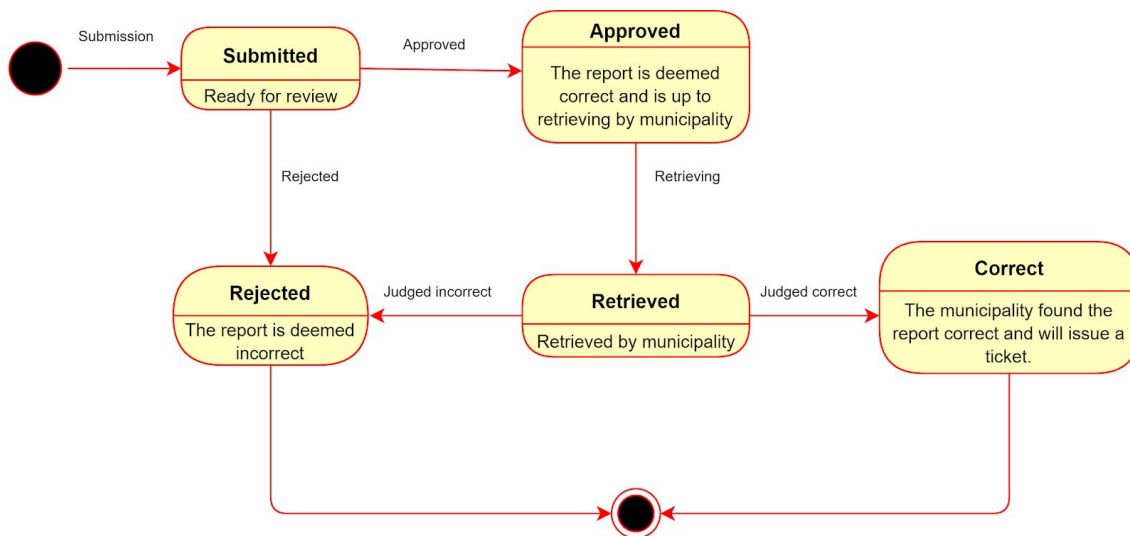 Submission
Submitted
Ready for review
Approved
Approved
The report is deemed
correct and is up to
retrieving by municipality
Rejected
Retrieving
Rejected
The report is deemed
incorrect
Judged incorrect
Retrieved
Retrieved by municipality
Judged correct
Correct
The municipality found the
report correct and will issue a
ticket.